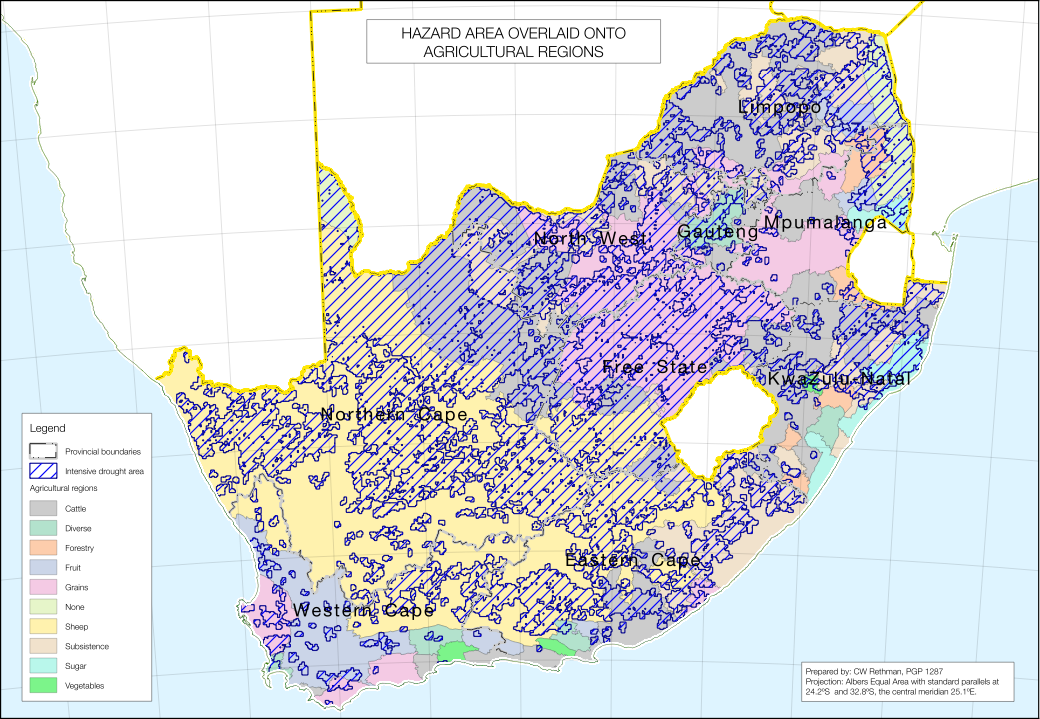 HAZARD AREA OVERLAID ONTO
AGRICULTURAL REGIONS
Limpopo
Mpumalanga
Gauteng
North West
Free State
KwaZulu-Natal
Northern Cape
Eastern Cape
Western Cape
Legend
Provincial boundaries
Intensive drought area
Agricultural regions
Cattle
Diverse
Forestry
Fruit
Grains
None
Sheep
Subsistence
Sugar
Vegetables
Prepared by: CW Rethman, PGP 1287
Projection: Albers Equal Area with standard parallels at
24.2ºS and 32.8ºS, the central meridian 25.1ºE.